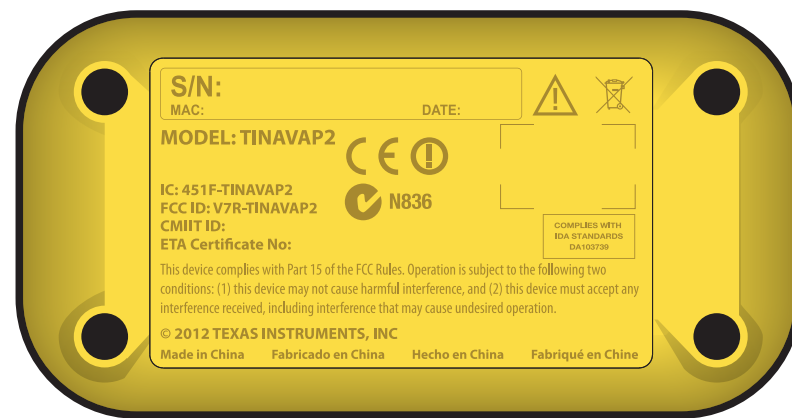 S/N:
MAC: DATE:
MODEL: TINAVAP2
CE
IC: 451F-TINAVAP2
FCC ID: V7R-TINAVAP2
N836
CMIIT ID:
ETA Certificate No:
COMPLIES WITH
IDA STANDARDS
DA103739
This device complies with Part 15 of the FCC Rules. Operation is subject to the following two
conditions: (1) this device may not cause harmful interference, and (2) this device must accept any
interference received, including interference that may cause undesired operation.
© 2012 TEXAS INSTRUMENTS, INC
Made in China Fabricado en China Hecho en China Fabriqué en Chine